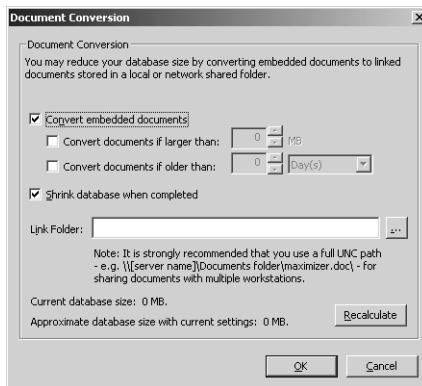 Document Conversion
Document Conversion
You may reduce your database size by converting embedded documents to linked
documents stored in a local or network shared folder.
Convert embedded documents
Convert documents if larger than: 0 MB
Convert documents if older than: 0 Day(s)
Shrink database when completed
Link Folder: ...
Note: It is strongly recommended that you use a full UNC path
- e.g. \\[server name]\Documents folder\maximizer.doc\ - for
sharing documents with multiple workstations.
Current database size: 0 MB.
Approximate database size with current settings: 0 MB.
Recalculate
OK Cancel